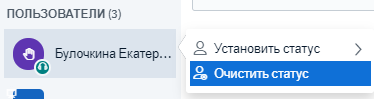 ПОЛЬЗОВАТЕЛИ (3)
Булочкина Екатер...
Установить статус
Очистить статус